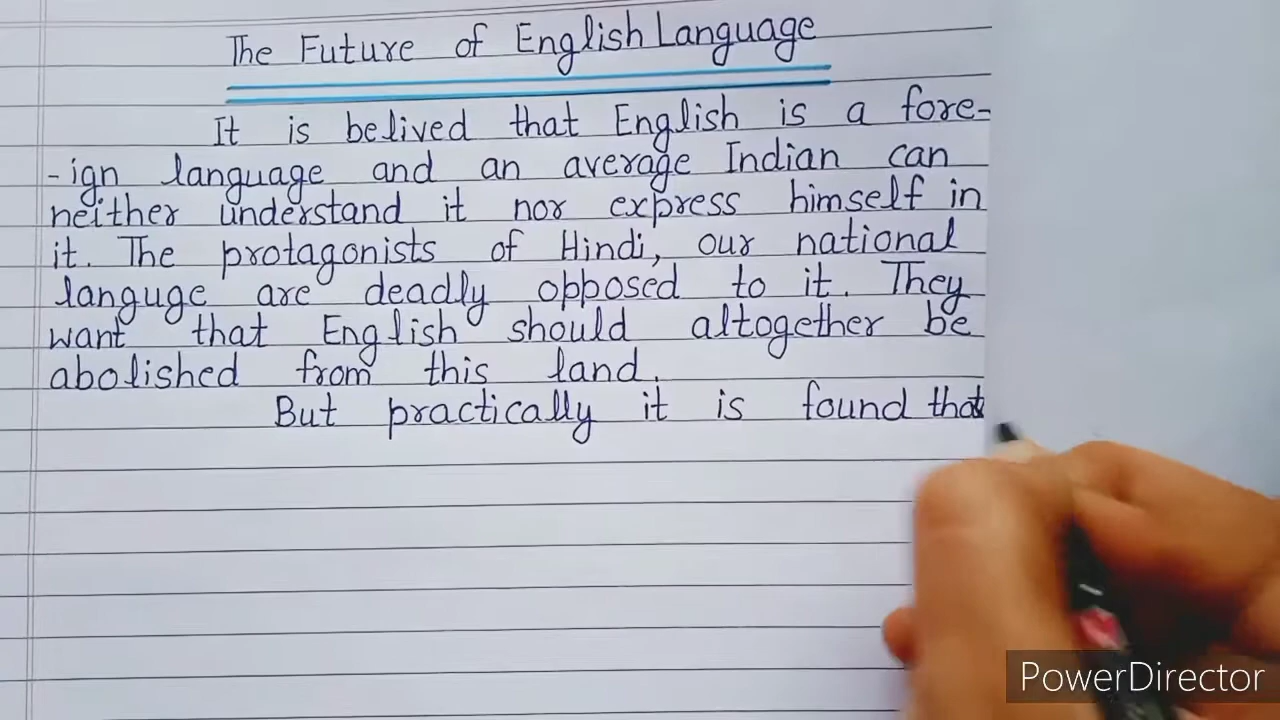 The Future of English Language
It is belived that English is a fore-
-ign language and an average Indian can
neither understand it nor express himself in
it. The protagonists of Hindi, our national
languge are deadly opposed to it. They
want that English should altogether be
abolished from this land.
But practically it is found that
PowerDirector